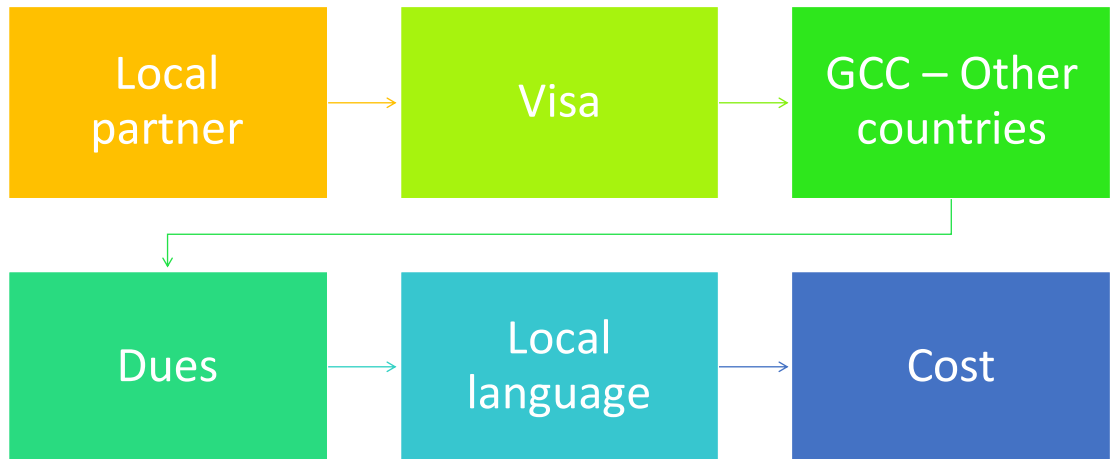 Local
partner
Visa
GCC – Other
countries
Dues
Local
language
Cost